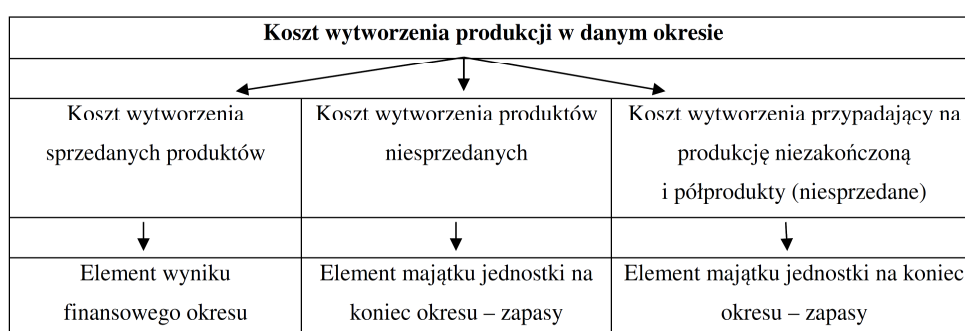 Koszt wytworzenia produkcji w danym okresie
Koszt wytworzenia
sprzedanych produktów
Koszt wytworzenia produktów
niesprzedanych
Koszt wytworzenia przypadający na
produkcję niezakończoną
i półprodukty (niesprzedane)
Element wyniku
finansowego okresu
Element majątku jednostki na
koniec okresu – zapasy
Element majątku jednostki na koniec
okresu – zapasy